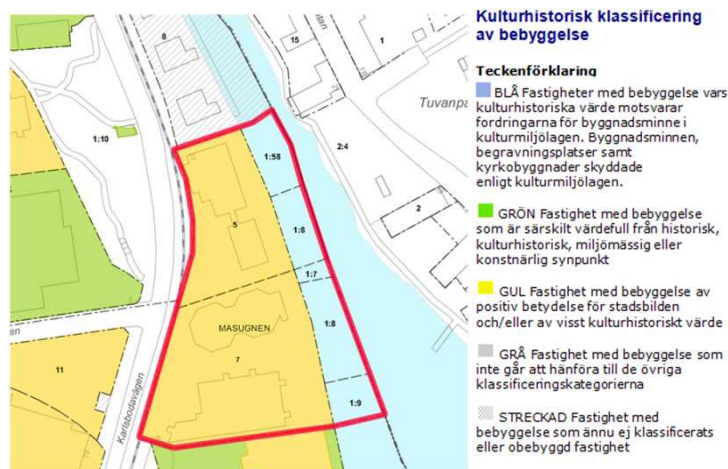 Kulturhistorisk klassificering
av bebyggelse
Teckenförklaring
BLÅ Fastigheter med bebyggelse vars
kulturhistoriska värde motsvarar
fordringarna för byggnadsminne i
kulturmiljölagen. Byggnadsminnen,
begravningsplatser samt
kyrkobyggnader skyddade
enligt kulturmiljölagen.
GRÖN Fastighet med bebyggelse
som är särskilt värdefull från historisk,
kulturhistorisk, miljömässig eller
konstnärlig synpunkt
GUL Fastighet med bebyggelse av
positiv betydelse för stadsbilden
och/eller av visst kulturhistoriskt värde
GRÅ Fastighet med bebyggelse som
inte går att hänföra till de övriga
klassificeringskategorierna
STRECKAD Fastighet med
bebyggelse som ännu ej klassificerats
eller obebyggd fastighet
8
15
1
Tuvanpa
1:10
2:4
1:58
5
1:6
2
1:7
MASUGNEN
1:8
7
11
1:9
Karlsbodavägen